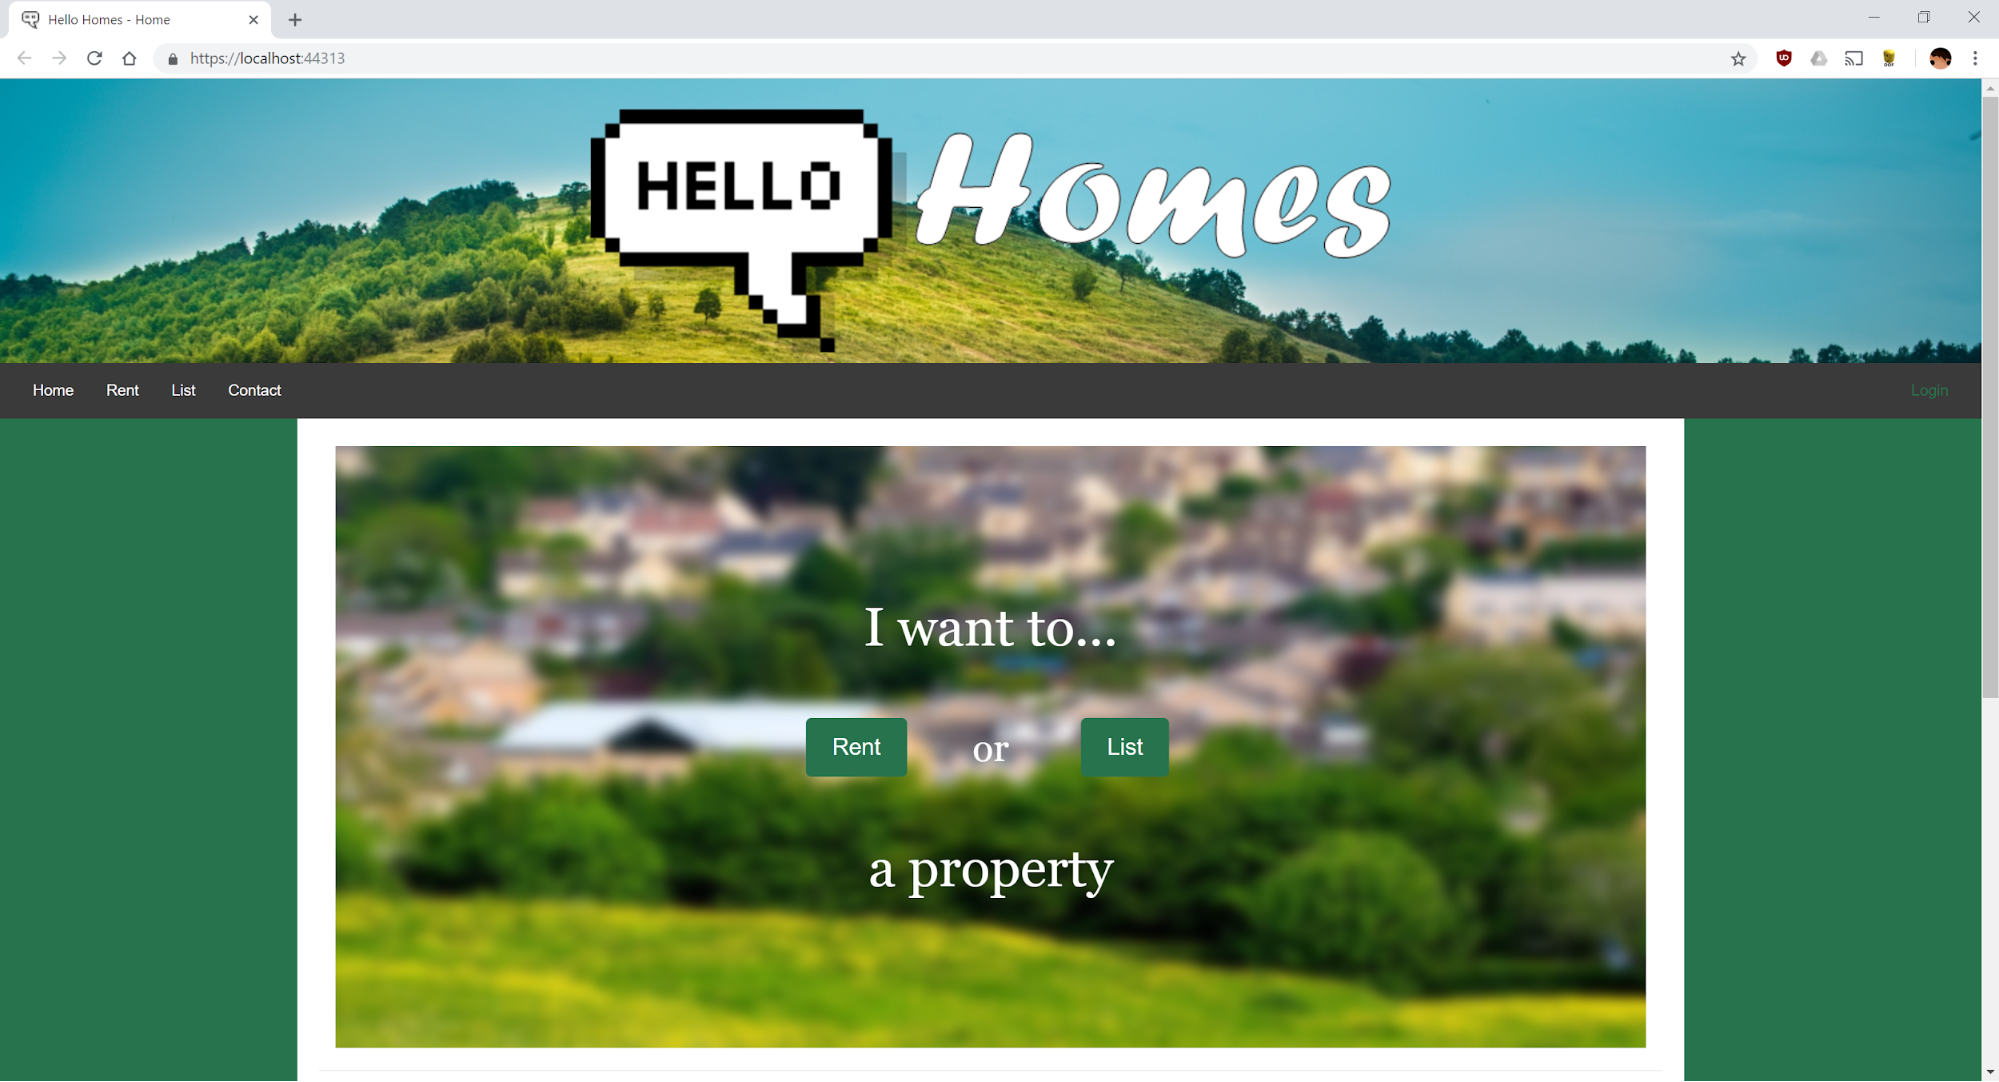 Hello Homes - Home
https://localhost:44313
HELLO
Homes
Home Rent List Contact Login
I want to...
Rent or List
a property